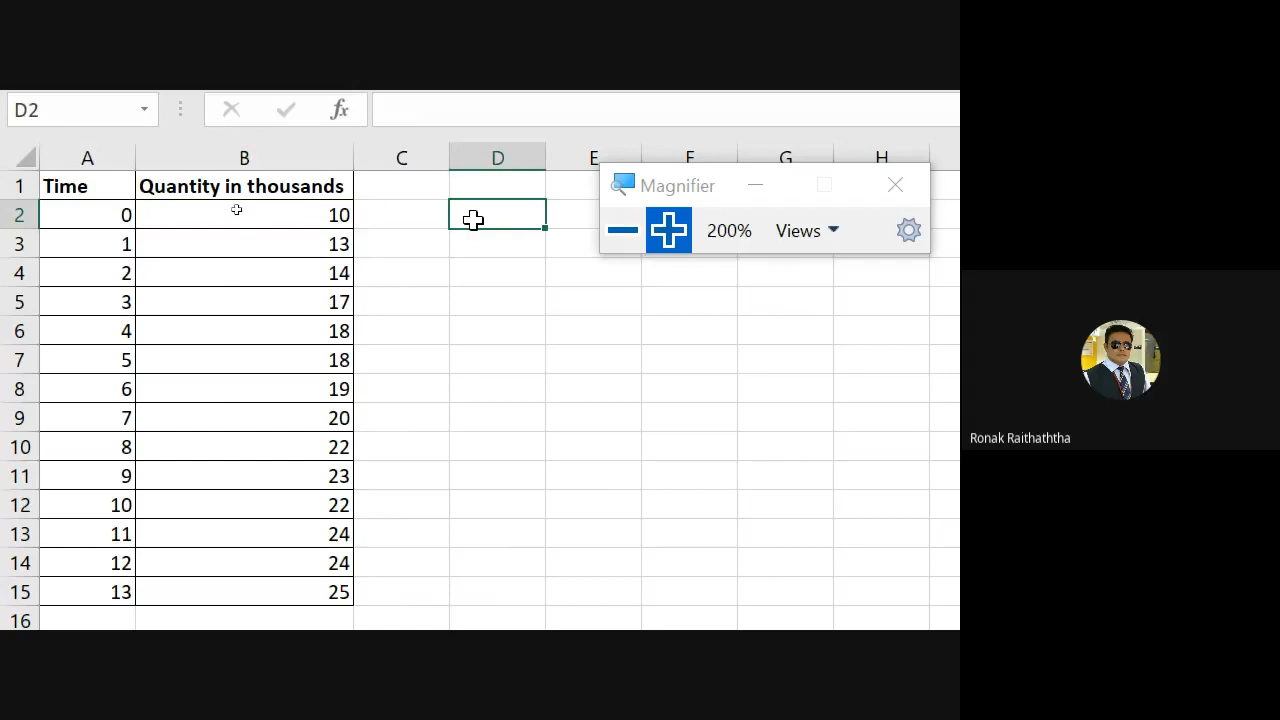 D2 fx
A B C D E F G H
1 Time Quantity in thousands
2 0 10
3 1 13
4 2 14
5 3 17
6 4 18
7 5 18
8 6 19
9 7 20
10 8 22
11 9 23
12 10 22
13 11 24
14 12 24
15 13 25
16
Magnifier
200% Views
Ronak Raithaththa